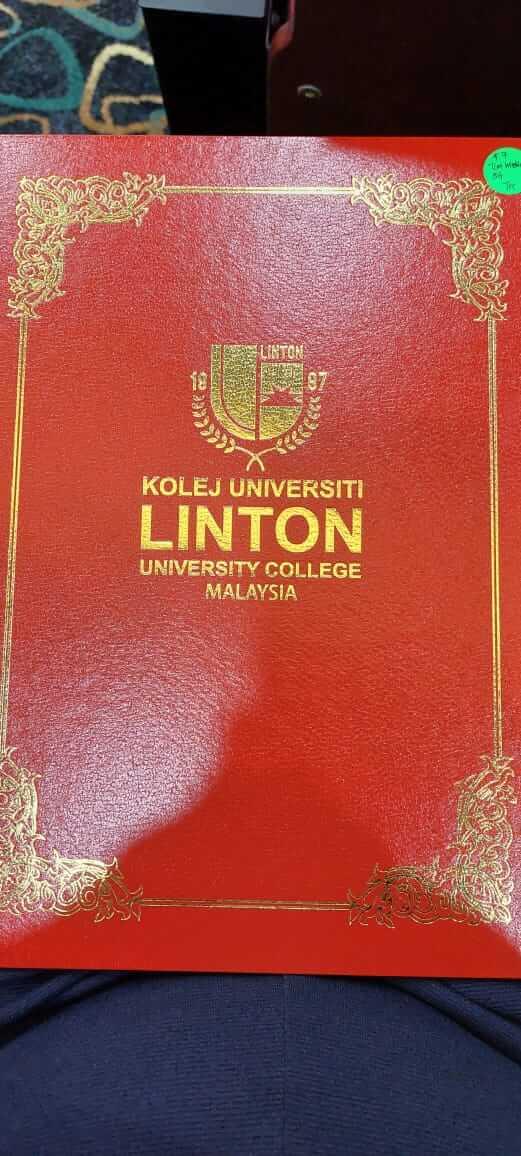 LINTON
19 97
KOLEJ UNIVERSITI
LINTON
UNIVERSITY COLLEGE
MALAYSIA